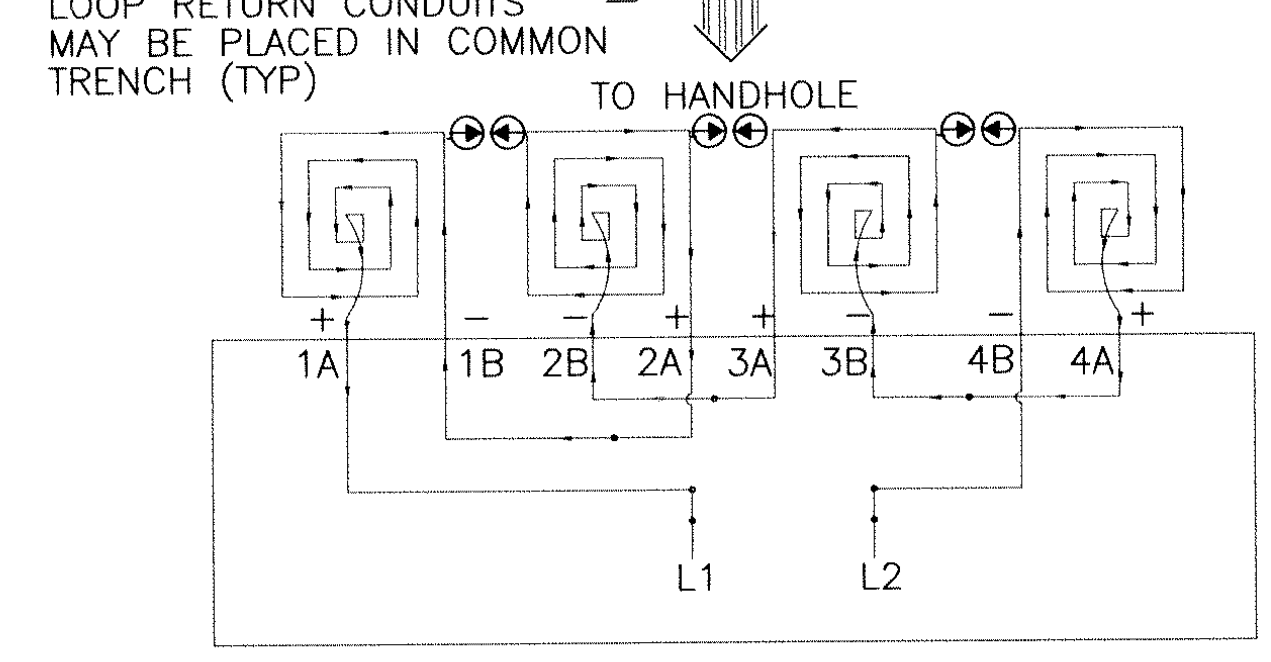 LOOP RETURN CONDUITS
MAY BE PLACED IN COMMON
TRENCH (TYP)
TO HANDHOLE
+ − − + + − − +
1A 1B 2B 2A 3A 3B 4B 4A
L1 L2